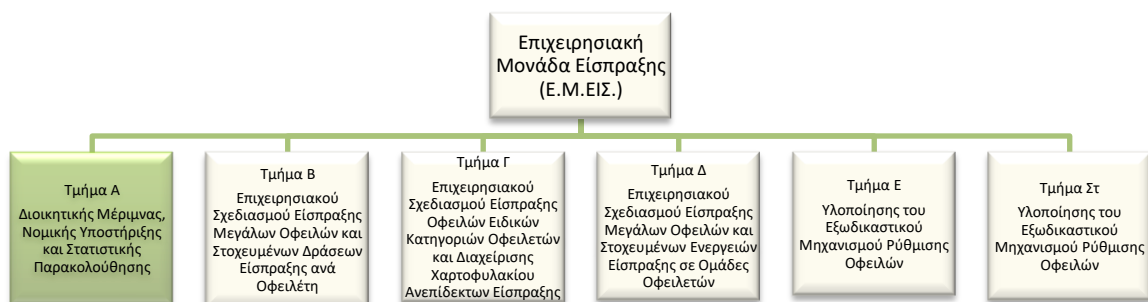 Επιχειρησιακή
Μονάδα Είσπραξης
(Ε.Μ.ΕΙΣ.)
Τμήμα Α
Διοικητικής Μέριμνας,
Νομικής Υποστήριξης
και Στατιστικής
Παρακολούθησης
Τμήμα Β
Επιχειρησιακού
Σχεδιασμού Είσπραξης
Μεγάλων Οφειλών και
Στοχευμένων Δράσεων
Είσπραξης ανά
Οφειλέτη
Τμήμα Γ
Επιχειρησιακού
Σχεδιασμού Είσπραξης
Οφειλών Ειδικών
Κατηγοριών Οφειλετών
και Διαχείρισης
Χαρτοφυλακίου
Ανεπίδεκτων Είσπραξης
Τμήμα Δ
Επιχειρησιακού
Σχεδιασμού Είσπραξης
Μεγάλων Οφειλών και
Στοχευμένων Ενεργειών
Είσπραξης σε Ομάδες
Οφειλετών
Τμήμα Ε
Υλοποίησης του
Εξωδικαστικού
Μηχανισμού Ρύθμισης
Οφειλών
Τμήμα Στ
Υλοποίησης του
Εξωδικαστικού
Μηχανισμού Ρύθμισης
Οφειλών